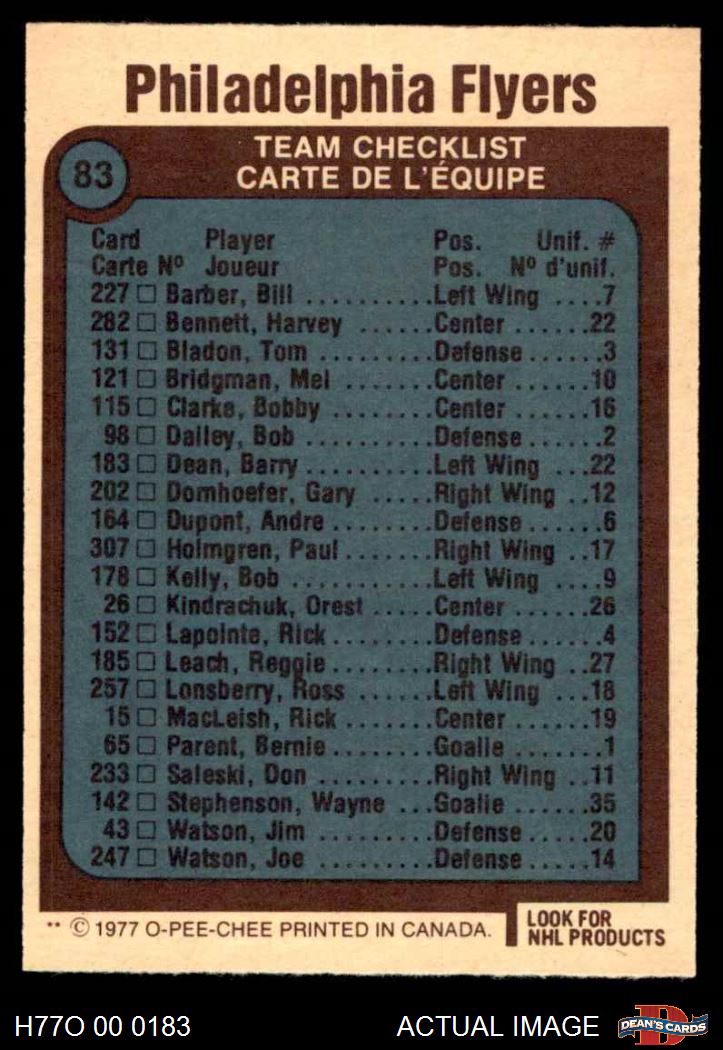 Philadelphia Flyers
83
TEAM CHECKLIST
CARTE DE L'ÉQUIPE
Card Player Pos. Unif. #
Carte Nº Joueur Pos. Nº d'unif.
227 □ Barber, Bill ..........Left Wing ....7
282 □ Bennett, Harvey ......Center ......22
131 □ Bladon, Tom .........Defense ......3
121 □ Bridgman, Mel .......Center ......10
115 □ Clarke, Bobby ........Center ......16
98 □ Dailey, Bob ..........Defense ......2
183 □ Dean, Barry ..........Left Wing ...22
202 □ Dornhoefer, Gary .....Right Wing ..12
164 □ Dupont, Andre ........Defense ......6
307 □ Holmgren, Paul .......Right Wing ..17
178 □ Kelly, Bob ...........Left Wing ....9
26 □ Kindrachuk, Orest .....Center ......26
152 □ Lapointe, Rick ........Defense ......4
185 □ Leach, Reggie ........Right Wing ..27
257 □ Lonsberry, Ross ......Left Wing ...18
15 □ MacLeish, Rick .......Center ......19
65 □ Parent, Bernie ........Goalie .......1
233 □ Saleski, Don .........Right Wing ..11
142 □ Stephenson, Wayne ...Goalie ......35
43 □ Watson, Jim ..........Defense .....20
247 □ Watson, Joe ..........Defense .....14
** © 1977 O-PEE-CHEE PRINTED IN CANADA.
LOOK FOR
NHL PRODUCTS
H77O 00 0183 ACTUAL IMAGE
D
DEAN'S CARDS